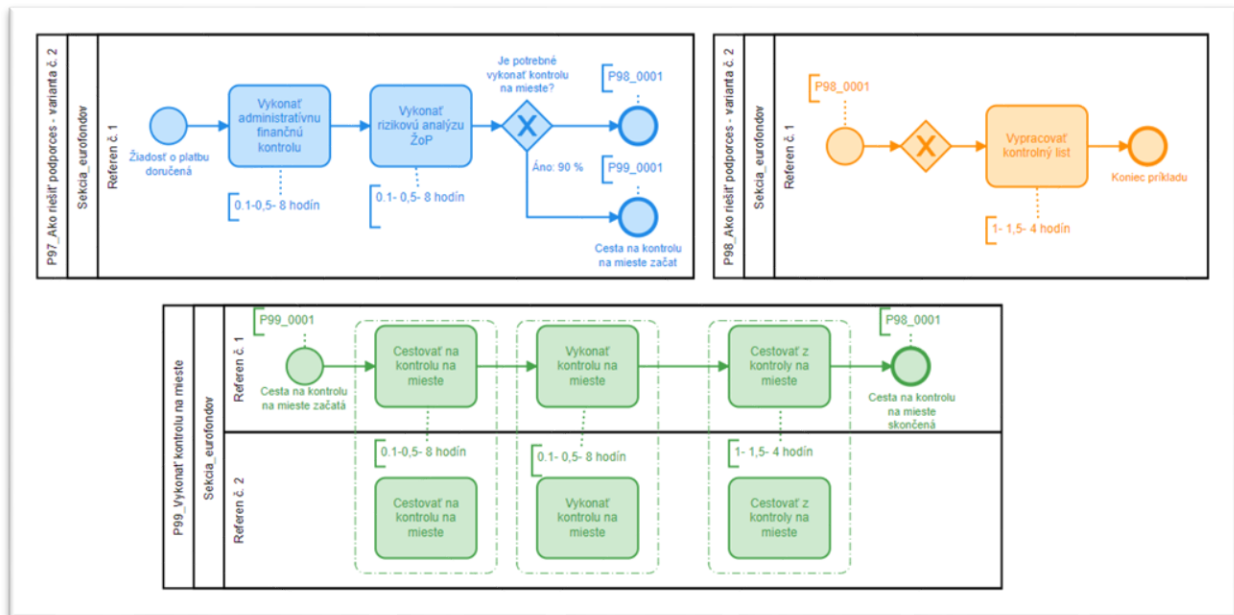 P97_Ako riešiť podporces - varianta č. 2
Sekcia_eurofondov
Referen č. 1
Žiadosť o platbu
doručená
Vykonať
administratívnu
finančnú
kontrolu
0.1-0,5- 8 hodín
Vykonať
rizikovú analýzu
ŽoP
0.1- 0,5- 8 hodín
Je potrebné
vykonať kontrolu
na mieste?
Áno: 90 %
P98_0001
P99_0001
Cesta na kontrolu
na mieste začat
P98_Ako riešiť podporces - varianta č. 2
Sekcia_eurofondov
Referen č. 1
P98_0001
Vypracovať
kontrolný list
1- 1,5- 4 hodín
Koniec príkladu
P99_Vykonať kontrolu na mieste
Sekcia_eurofondov
Referen č. 1
P99_0001
Cesta na kontrolu
na mieste začatá
Cestovať na
kontrolu na
mieste
Vykonať
kontrolu na
mieste
Cestovať z
kontroly na
mieste
P98_0001
Cesta na kontrolu
na mieste
skončená
0.1-0,5- 8 hodín
0.1- 0,5- 8 hodín
1- 1,5- 4 hodín
Referen č. 2
Cestovať na
kontrolu na
mieste
Vykonať
kontrolu na
mieste
Cestovať z
kontroly na
mieste